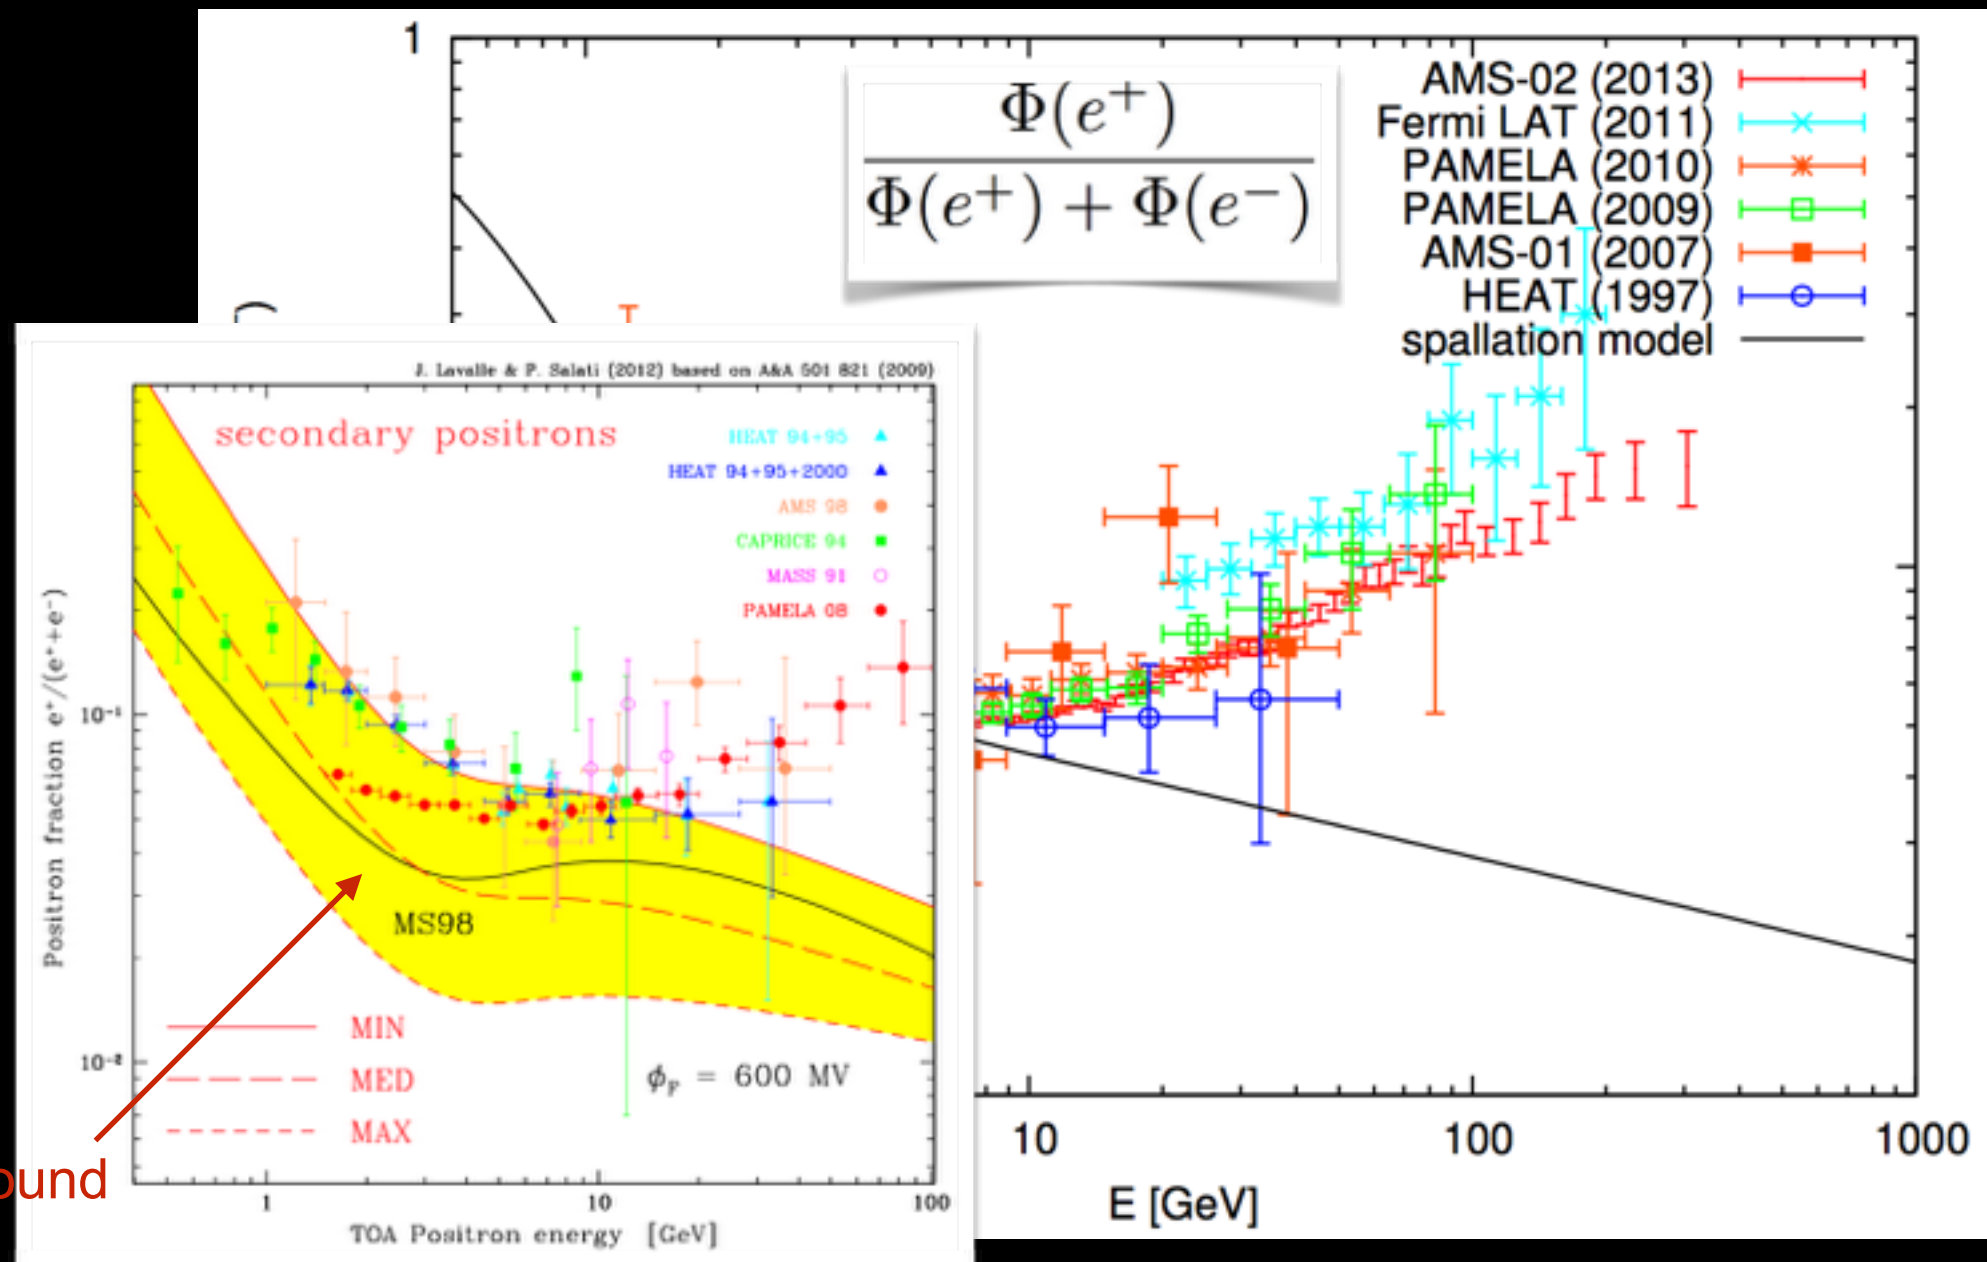 1
Φ(e⁺)
Φ(e⁺) + Φ(e⁻)
AMS-02 (2013)
Fermi LAT (2011)
PAMELA (2010)
PAMELA (2009)
AMS-01 (2007)
HEAT (1997)
spallation model
)
J. Lavalle & P. Salati (2012) based on A&A 501 821 (2009)
secondary positrons
HEAT 94+95
HEAT 94+95+2000
AMS 98
CAPRICE 94
MASS 91
PAMELA 08
Positron fraction e⁺/(e⁺+e⁻)
10⁻¹
10⁻²
MS98
MIN
MED
MAX
ϕF = 600 MV
1 10 100
TOA Positron energy [GeV]
ound
10 100 1000
E [GeV]